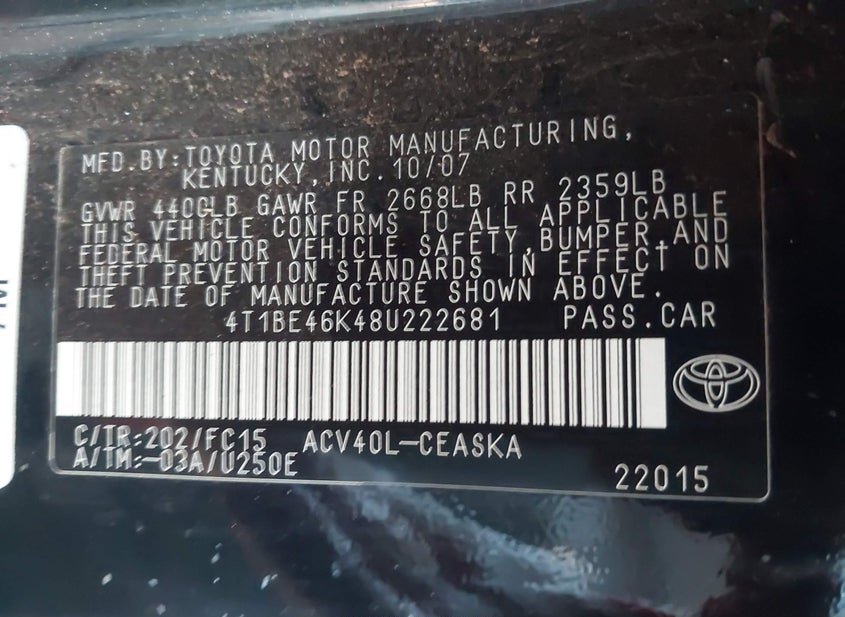 MFD.BY:TOYOTA MOTOR MANUFACTURING,
KENTUCKY,INC.10/07
GVWR 4400LB GAWR FR 2668LB RR 2359LB
THIS VEHICLE CONFORMS TO ALL APPLICABLE
FEDERAL MOTOR VEHICLE SAFETY,BUMPER,AND
THEFT PREVENTION STANDARDS IN EFFECT ON
THE DATE OF MANUFACTURE SHOWN ABOVE.
4T1BE46K48U222681 PASS.CAR
C/TR:202/FC15 ACV40L-CEASKA
A/TM:-03A/U250E
22015